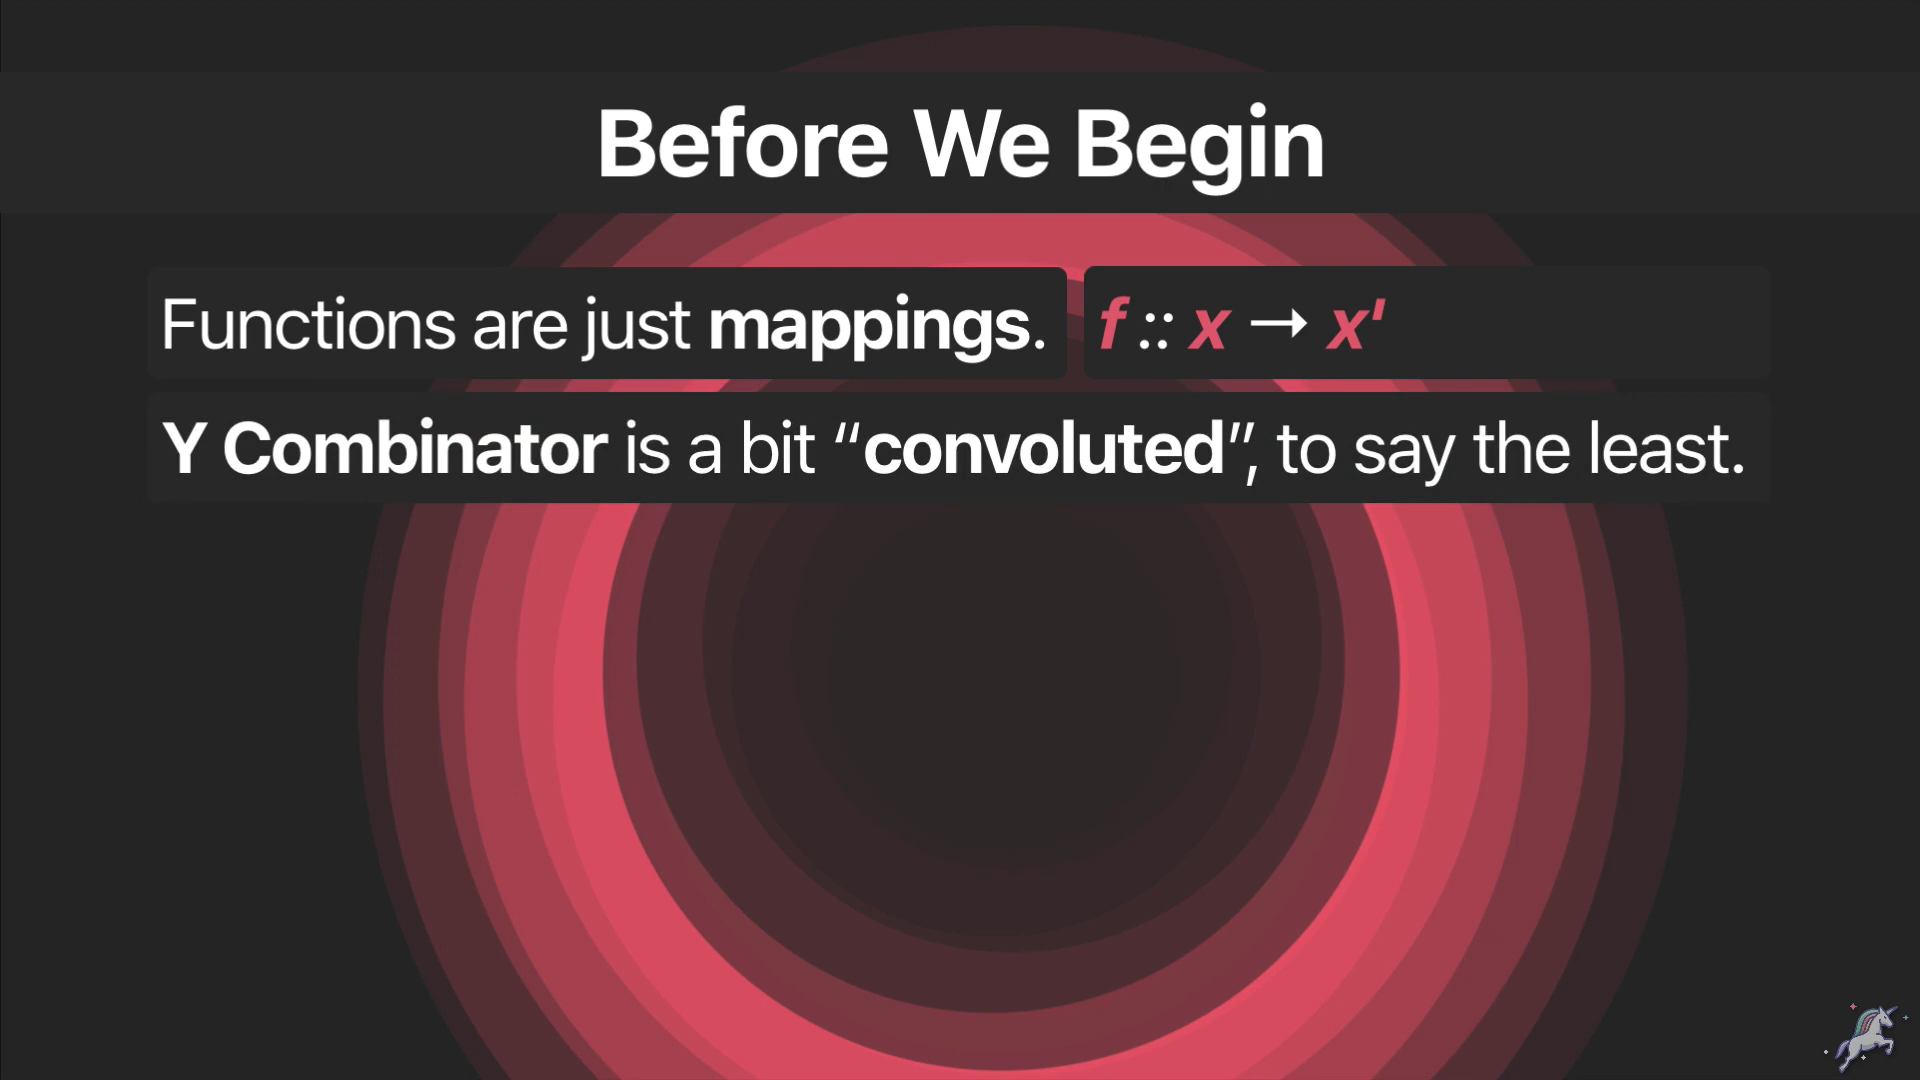 Before We Begin
Functions are just mappings. f :: x → x'
Y Combinator is a bit “convoluted”, to say the least.